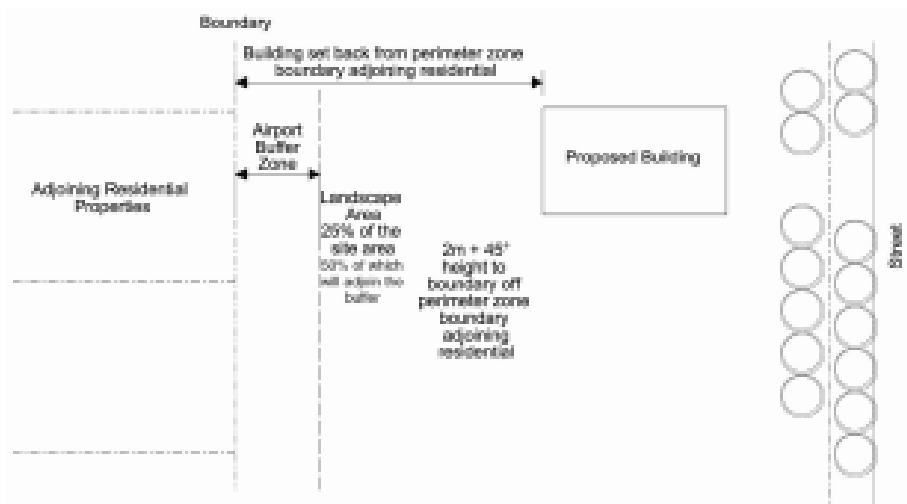 Boundary
Building set back from perimeter zone
boundary adjoining residential
Airport
Buffer
Zone
Proposed Building
Adjoining Residential
Properties
Landscape
Area
25% of the
site area
50% of which
will adjoin the
buffer
2m + 45°
height to
boundary off
perimeter zone
boundary
adjoining
residential
Street